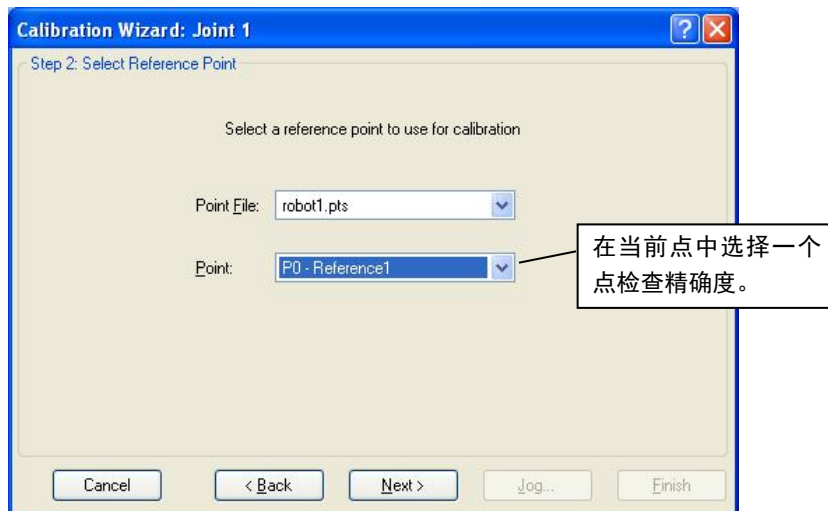 Calibration Wizard: Joint 1
Step 2: Select Reference Point
Select a reference point to use for calibration
Point File: robot1.pts
Point: P0 - Reference1
在当前点中选择一个
点检查精确度。
Cancel < Back Next > Jog... Finish